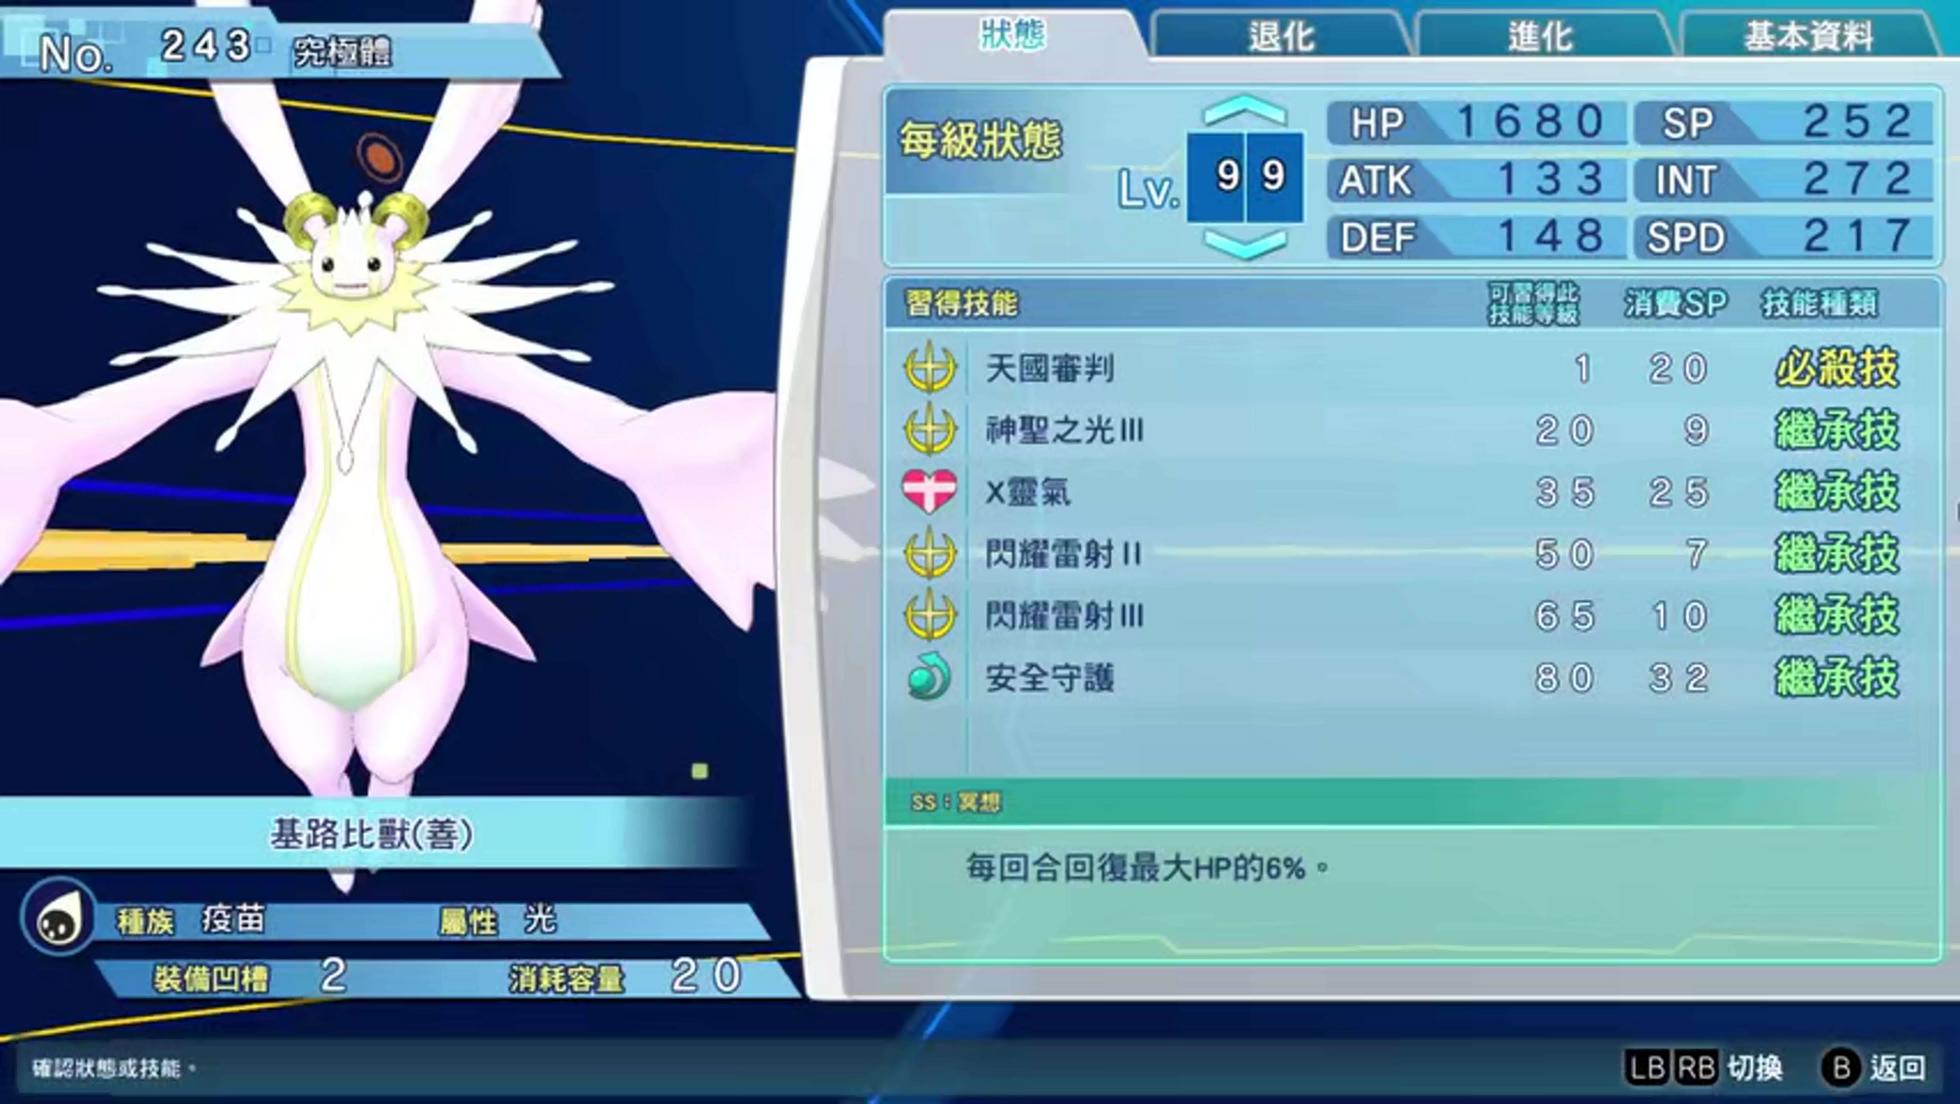 No. 243 究極體
狀態 退化 進化 基本資料
每級狀態
Lv. 99
HP 1680 SP 252
ATK 133 INT 272
DEF 148 SPD 217
習得技能 可習得此技能等級 消費SP 技能種類
天國審判 1 20 必殺技
神聖之光III 20 9 繼承技
X靈氣 35 25 繼承技
閃耀雷射II 50 7 繼承技
閃耀雷射III 65 10 繼承技
安全守護 80 32 繼承技
SS：冥想
每回合回復最大HP的6%。
基路比獸(善)
種族 疫苗 屬性 光
裝備凹槽 2 消耗容量 20
確認狀態或技能。
LB RB 切換 B 返回